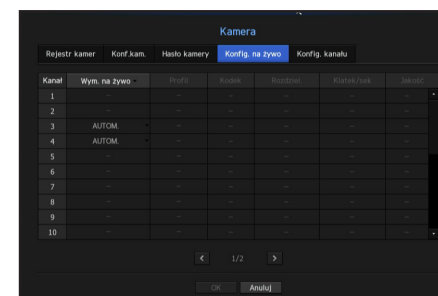 Kamera
Rejestr kamer Konf.kam. Hasło kamery Konfig. na żywo Konfig. kanału
Kanał Wym. na żywo Profil Kodek Rozdziel. Klatek/sek Jakość
1 -- -- -- -- -- --
2 -- -- -- -- -- --
3 AUTOM. -- -- -- -- --
4 AUTOM. -- -- -- -- --
5 -- -- -- -- -- --
6 -- -- -- -- -- --
7 -- -- -- -- -- --
8 -- -- -- -- -- --
9 -- -- -- -- -- --
10 -- -- -- -- -- --
< 1/2 >
OK Anuluj